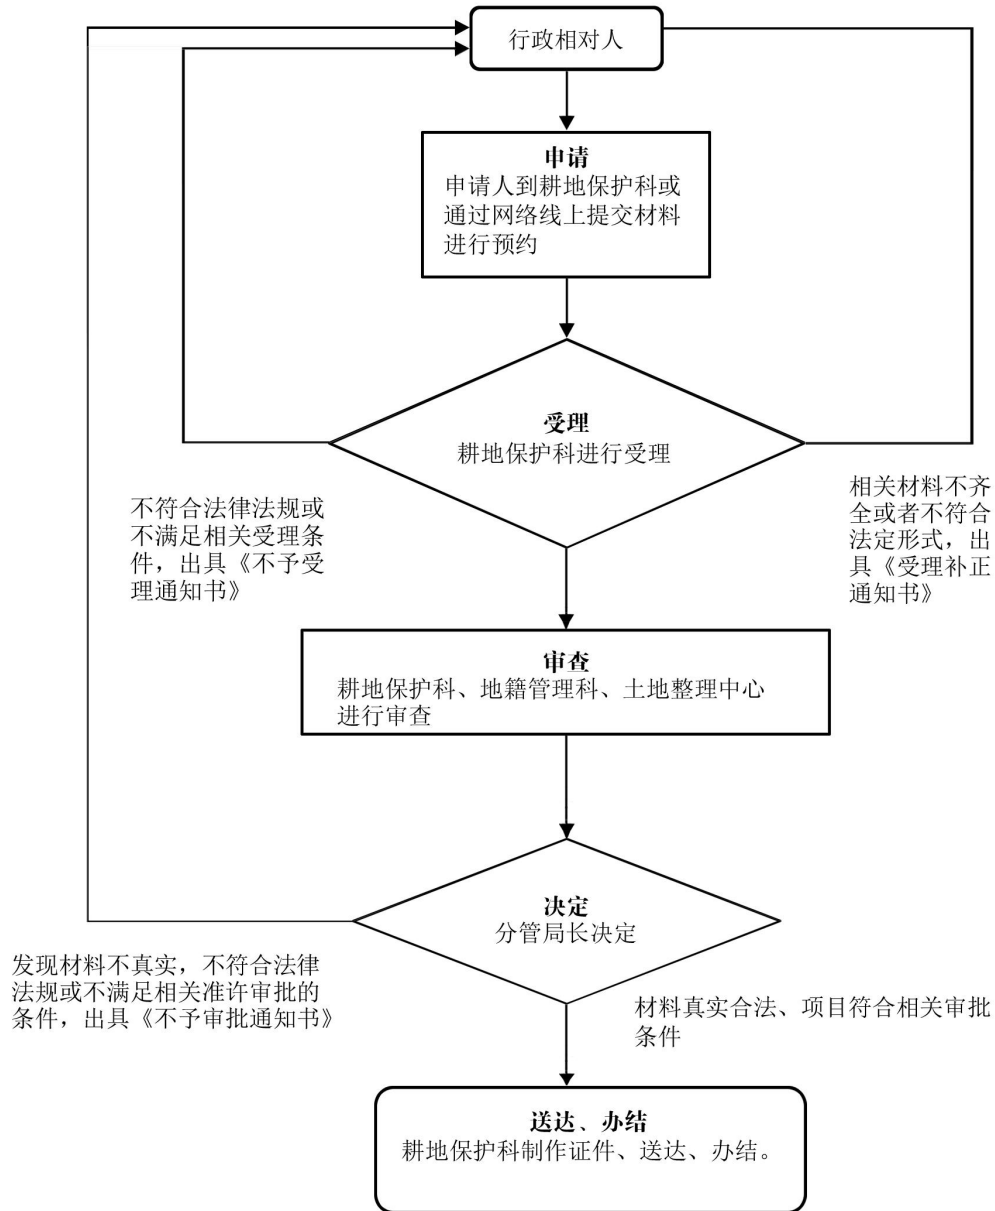 行政相对人
申请
申请人到耕地保护科或
通过网络线上提交材料
进行预约
受理
耕地保护科进行受理
不符合法律法规或
不满足相关受理条
件，出具《不予受
理通知书》
相关材料不齐
全或者不符合
法定形式，出
具《受理补正
通知书》
审查
耕地保护科、地籍管理科、土地整理中心
进行审查
决定
分管局长决定
发现材料不真实，不符合法律
法规或不满足相关准许审批的
条件，出具《不予审批通知书》
材料真实合法、项目符合相关审批
条件
送达、办结
耕地保护科制作证件、送达、办结。